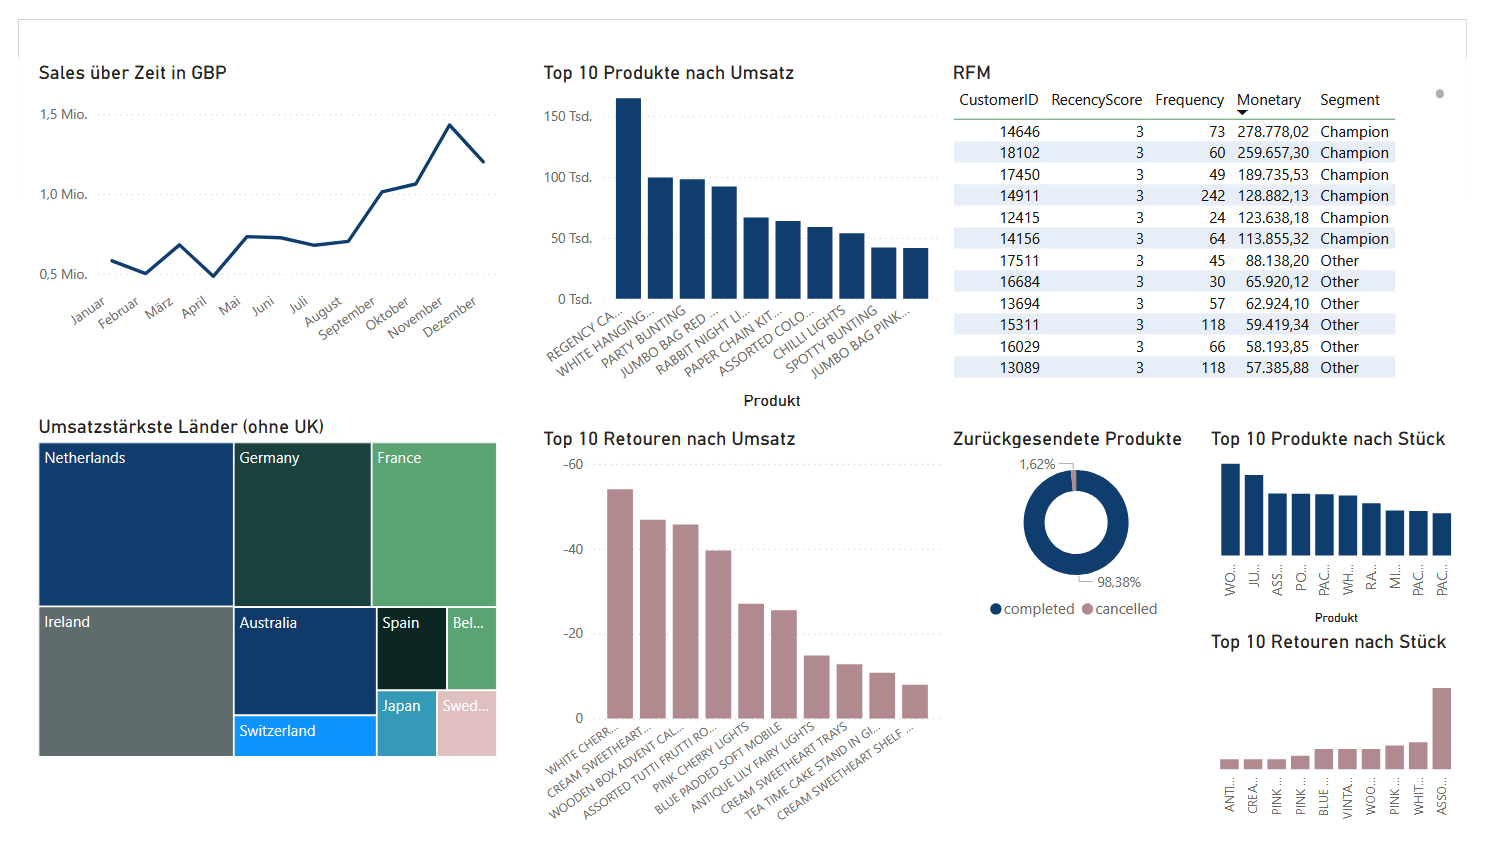 Sales über Zeit in GBP
1,5 Mio.
1,0 Mio.
0,5 Mio.
Januar
Februar
März
April
Mai
Juni
Juli
August
September
Oktober
November
Dezember
Top 10 Produkte nach Umsatz
150 Tsd.
100 Tsd.
50 Tsd.
0 Tsd.
REGENCY CA...
WHITE HANGING...
PARTY BUNTING
JUMBO BAG RED ...
RABBIT NIGHT LI...
PAPER CHAIN KIT...
ASSORTED COLO...
CHILLI LIGHTS
SPOTTY BUNTING
JUMBO BAG PINK...
Produkt
RFM
CustomerID RecencyScore Frequency Monetary Segment
14646 3 73 278.778,02 Champion
18102 3 60 259.657,30 Champion
17450 3 49 189.735,53 Champion
14911 3 242 128.882,13 Champion
12415 3 24 123.638,18 Champion
14156 3 64 113.855,32 Champion
17511 3 45 88.138,20 Other
16684 3 30 65.920,12 Other
13694 3 57 62.924,10 Other
15311 3 118 59.419,34 Other
16029 3 66 58.193,85 Other
13089 3 118 57.385,88 Other
Umsatzstärkste Länder (ohne UK)
Netherlands
Germany
France
Ireland
Australia
Spain
Bel...
Switzerland
Japan
Swed...
Top 10 Retouren nach Umsatz
-60
-40
-20
0
WHITE CHERR...
CREAM SWEETHEART...
WOODEN BOX ADVENT CAL...
ASSORTED TUTTI FRUTTI RO...
PINK CHERRY LIGHTS
BLUE PADDED SOFT MOBILE
ANTIQUE LILY FAIRY LIGHTS
CREAM SWEETHEART TRAYS
TEA TIME CAKE STAND IN GI...
CREAM SWEETHEART SHELF ...
Zurückgesendete Produkte
1,62%
98,38%
completed cancelled
Top 10 Produkte nach Stück
WO...
JU...
ASS...
PO...
PAC...
WH...
RA...
MI...
PAC...
PAC...
Produkt
Top 10 Retouren nach Stück
ANTI...
CREA...
PINK ...
PINK ...
BLUE ...
VINTA...
WOO...
PINK ...
WHIT...
ASSO...